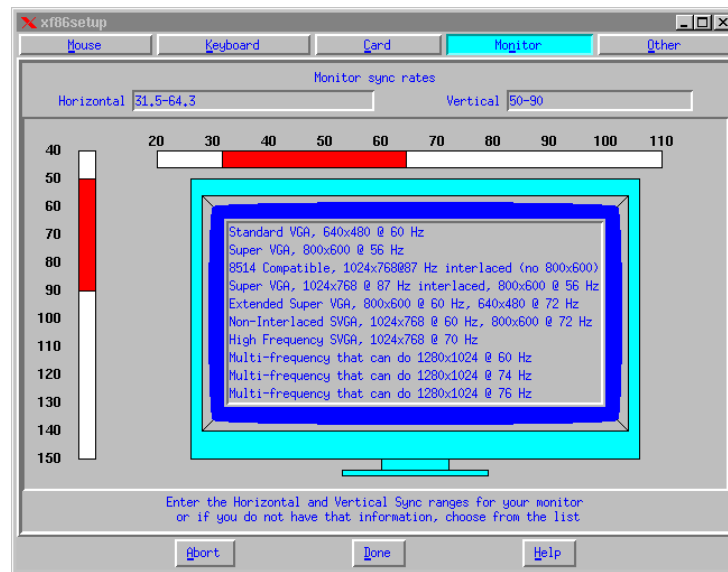 xf86setup
Mouse Keyboard Card Monitor Other
Monitor sync rates
Horizontal 31.5-64.3 Vertical 50-90
20 30 40 50 60 70 80 90 100 110
40
50
60
70
80
90
100
110
120
130
140
150
Standard VGA, 640x480 @ 60 Hz
Super VGA, 800x600 @ 56 Hz
8514 Compatible, 1024x768@87 Hz interlaced (no 800x600)
Super VGA, 1024x768 @ 87 Hz interlaced, 800x600 @ 56 Hz
Extended Super VGA, 800x600 @ 60 Hz, 640x480 @ 72 Hz
Non-Interlaced SVGA, 1024x768 @ 60 Hz, 800x600 @ 72 Hz
High Frequency SVGA, 1024x768 @ 70 Hz
Multi-frequency that can do 1280x1024 @ 60 Hz
Multi-frequency that can do 1280x1024 @ 74 Hz
Multi-frequency that can do 1280x1024 @ 76 Hz
Enter the Horizontal and Vertical Sync ranges for your monitor
or if you do not have that information, choose from the list
Abort Done Help